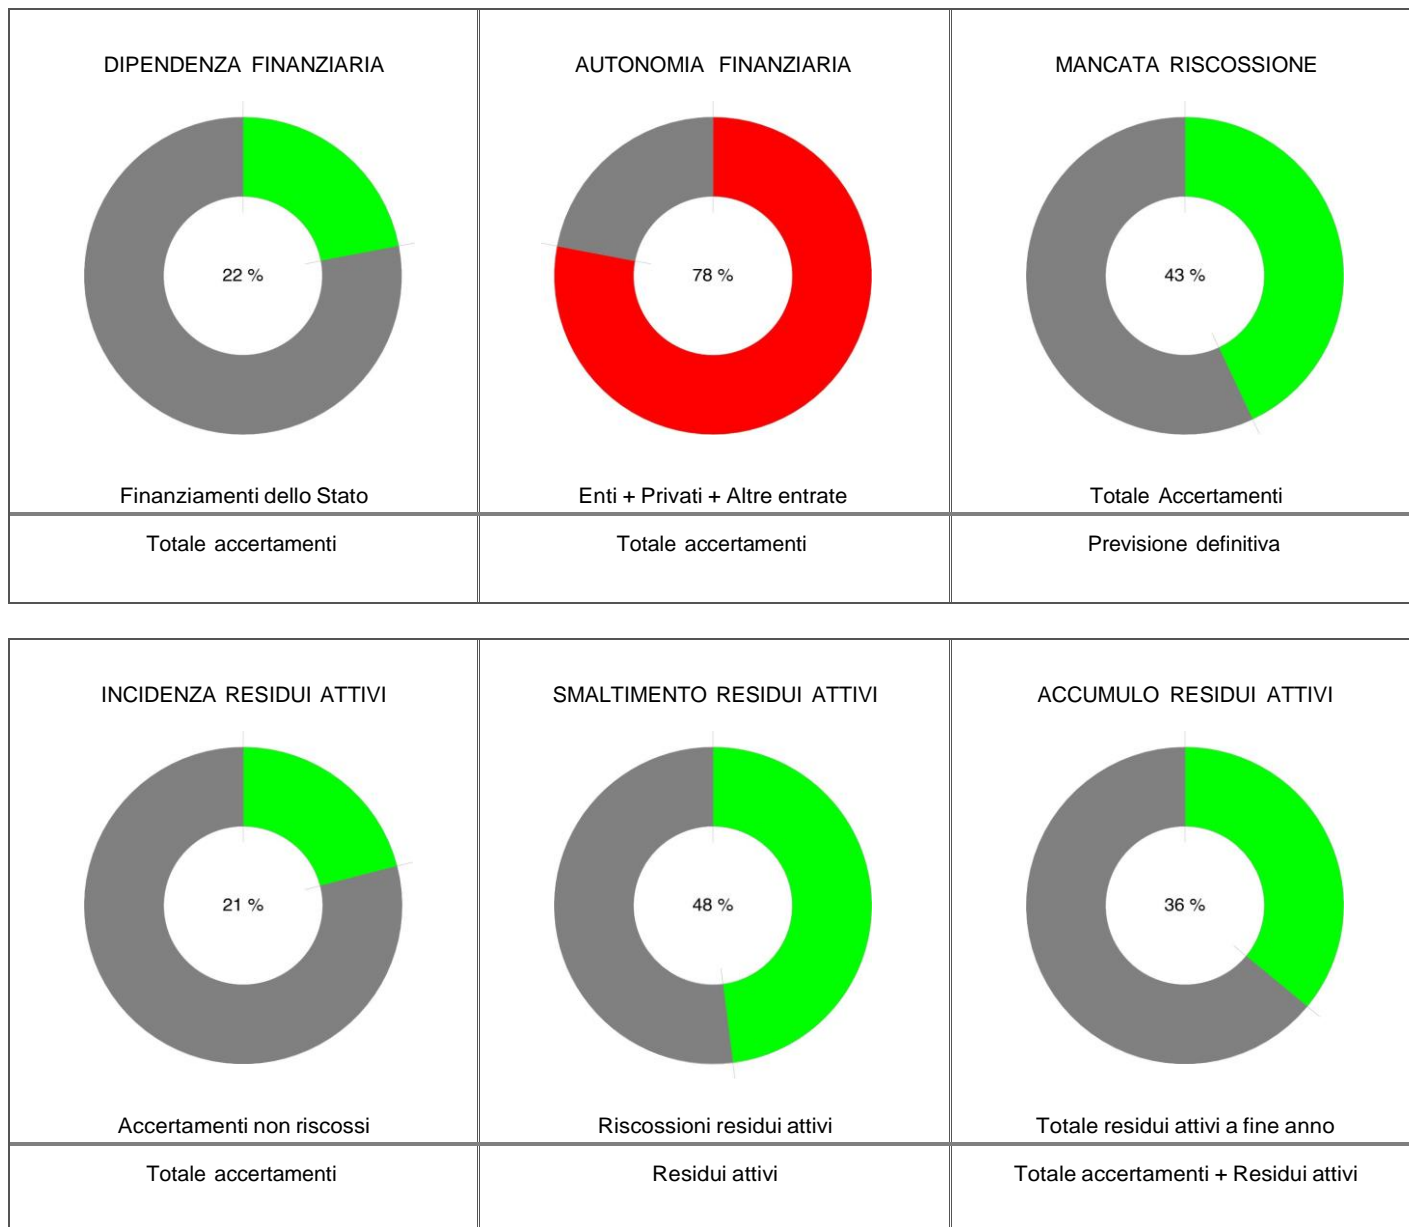 DIPENDENZA FINANZIARIA
22 %
Finanziamenti dello Stato
Totale accertamenti
AUTONOMIA FINANZIARIA
78 %
Enti + Privati + Altre entrate
Totale accertamenti
MANCATA RISCOSSIONE
43 %
Totale Accertamenti
Previsione definitiva
INCIDENZA RESIDUI ATTIVI
21 %
Accertamenti non riscossi
Totale accertamenti
SMALTIMENTO RESIDUI ATTIVI
48 %
Riscossioni residui attivi
Residui attivi
ACCUMULO RESIDUI ATTIVI
36 %
Totale residui attivi a fine anno
Totale accertamenti + Residui attivi